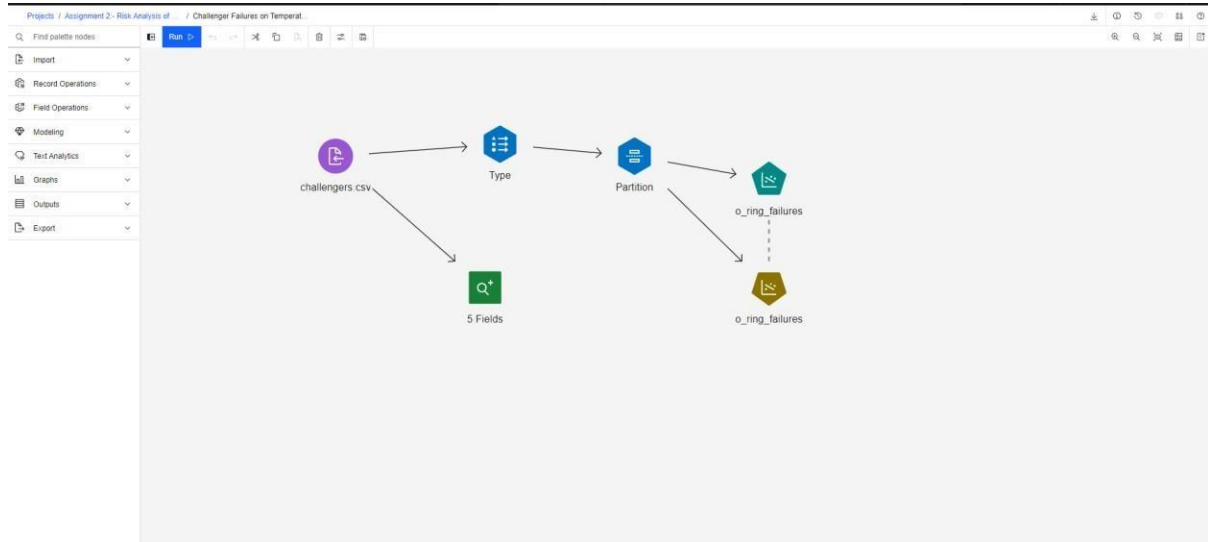 Projects / Assignment 2 - Risk Analysis of ... / Challenger Failures on Temperat...
Find palette nodes
Run
Import
Record Operations
Field Operations
Modeling
Text Analytics
Graphs
Outputs
Export
challengers.csv
Type
Partition
o_ring_failures
5 Fields
o_ring_failures